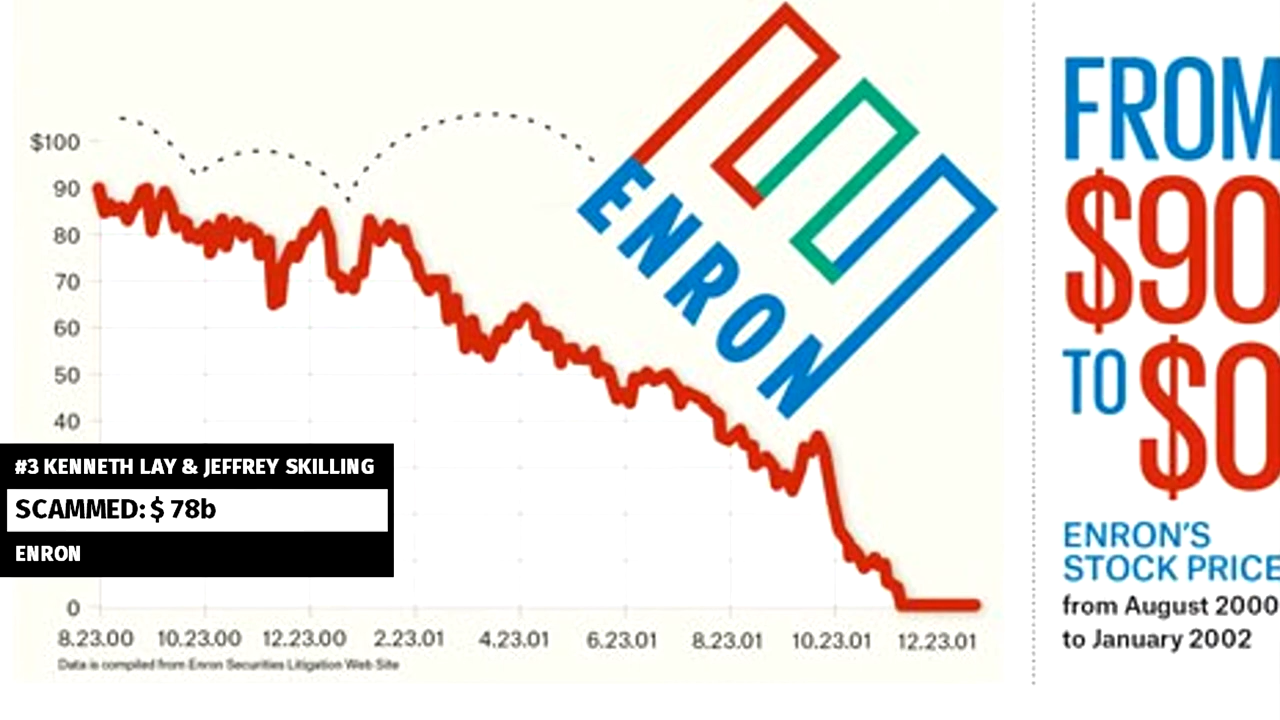 $100
90
80
70
60
50
40
0
8.23.00 10.23.00 12.23.00 2.23.01 4.23.01 6.23.01 8.23.01 10.23.01 12.23.01
Data is compiled from Enron Securities Litigation Web Site
ENRON
#3 KENNETH LAY & JEFFREY SKILLING
SCAMMED: $ 78b
ENRON
FROM
$90
TO $0
ENRON'S
STOCK PRICE
from August 2000
to January 2002